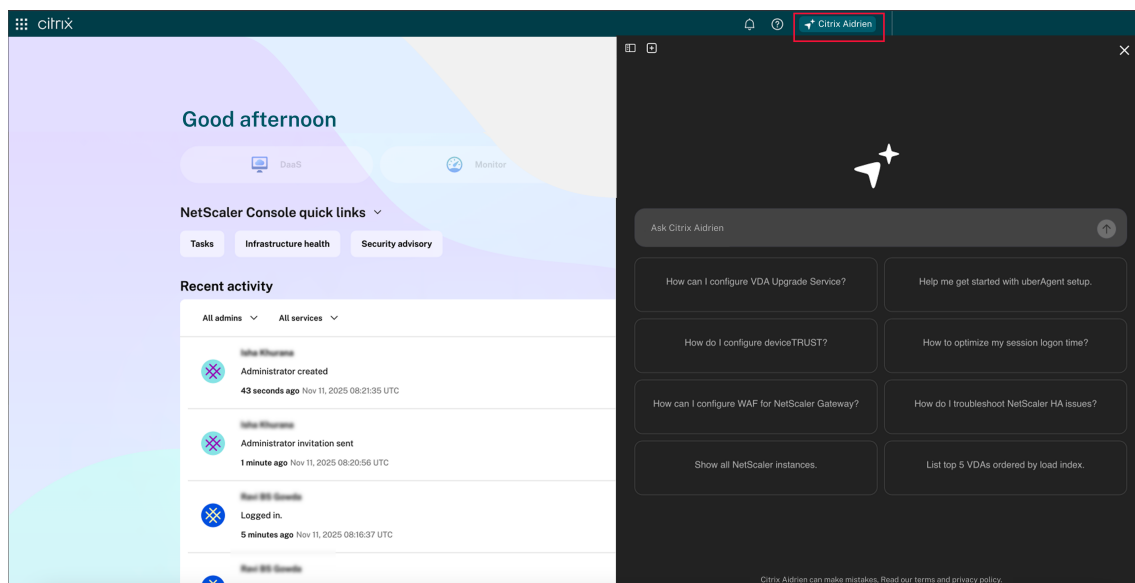 citrix
Citrix Aidrien
Good afternoon
DaaS
Monitor
NetScaler Console quick links
Tasks
Infrastructure health
Security advisory
Recent activity
All admins
All services
Administrator created
43 seconds ago Nov 11, 2025 08:21:35 UTC
Administrator invitation sent
1 minute ago Nov 11, 2025 08:20:56 UTC
Logged in.
5 minutes ago Nov 11, 2025 08:16:37 UTC
Ask Citrix Aidrien
How can I configure VDA Upgrade Service?
Help me get started with uberAgent setup.
How do I configure deviceTRUST?
How to optimize my session logon time?
How can I configure WAF for NetScaler Gateway?
How do I troubleshoot NetScaler HA issues?
Show all NetScaler instances.
List top 5 VDAs ordered by load index.
Citrix Aidrien can make mistakes. Read our terms and privacy policy.